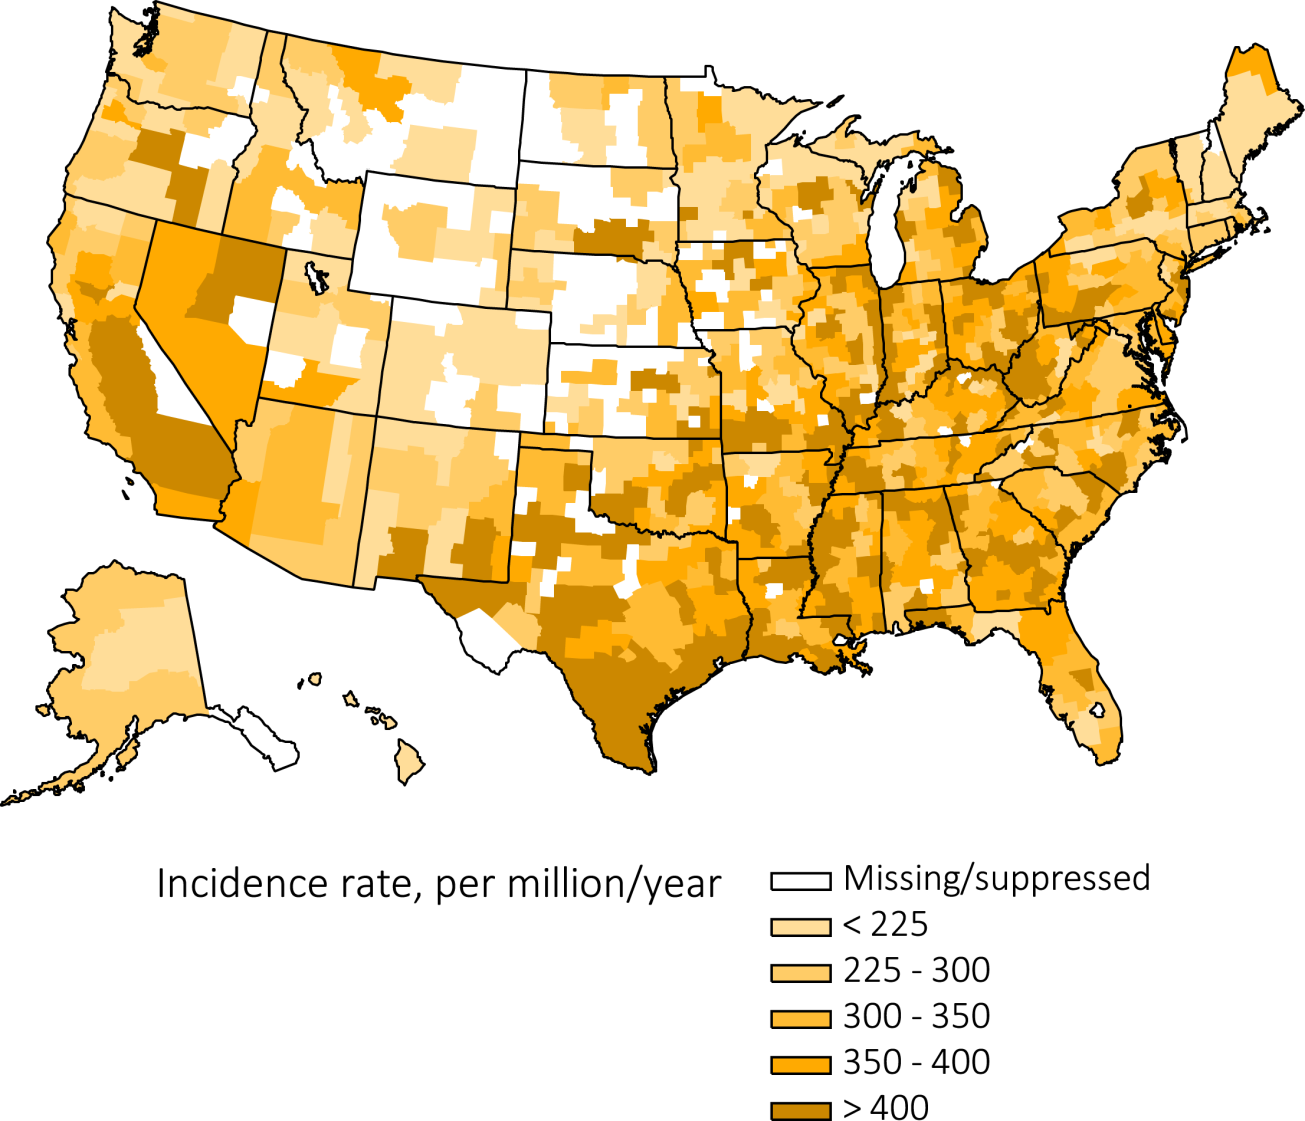 Incidence rate, per million/year
Missing/suppressed
< 225
225 - 300
300 - 350
350 - 400
> 400